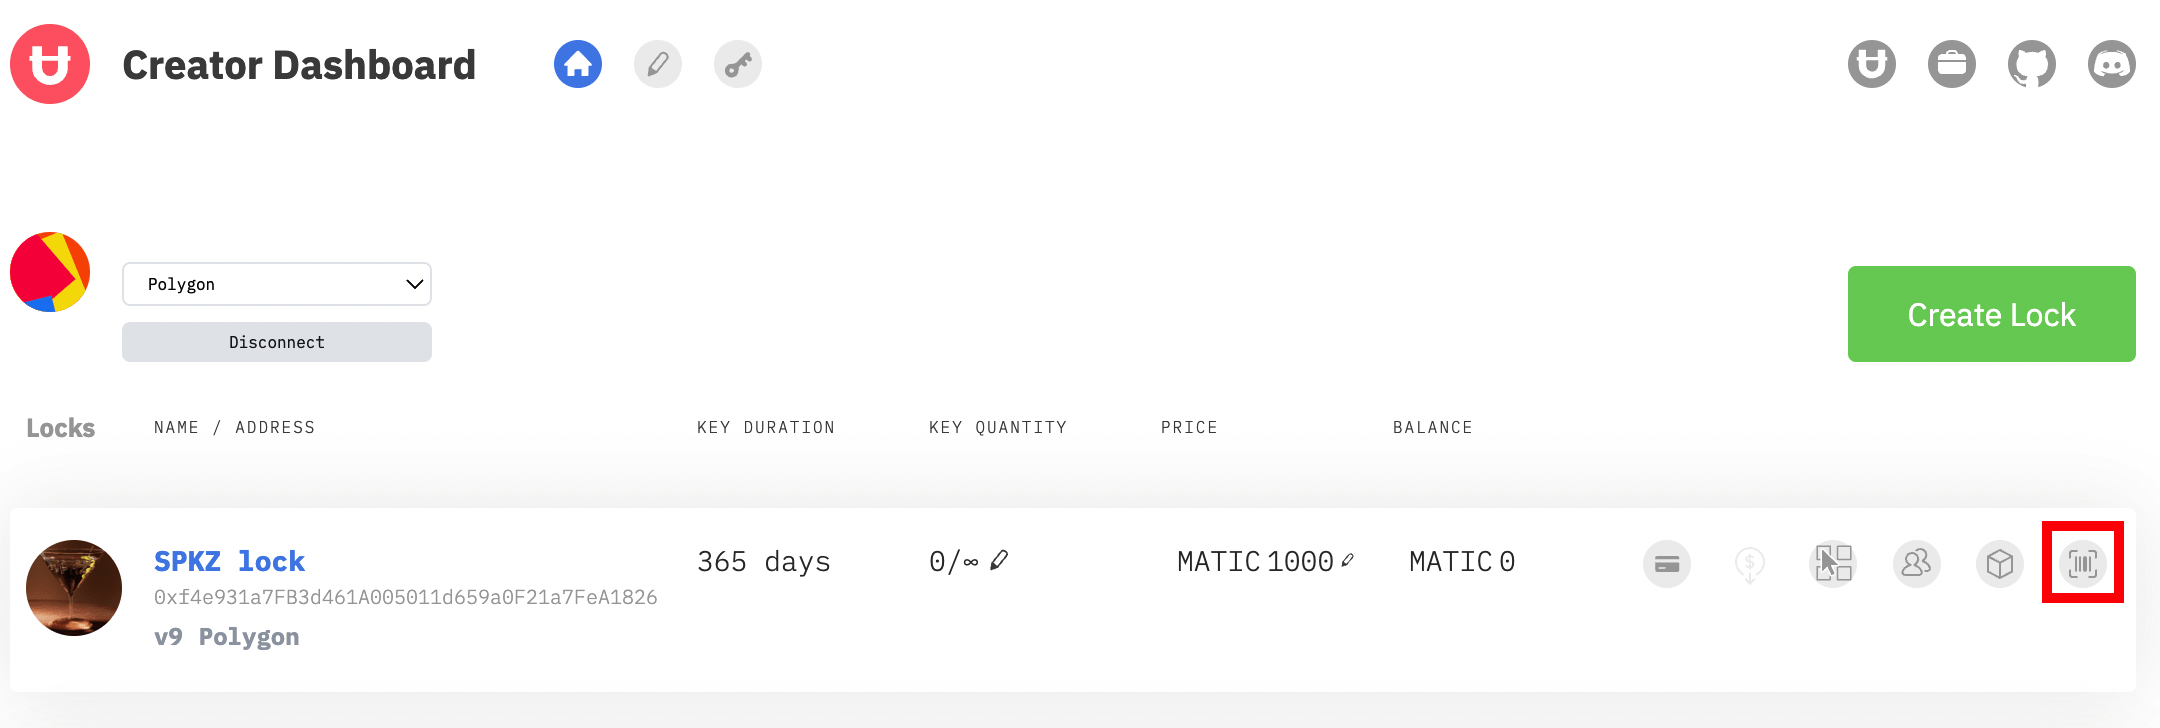 Creator Dashboard
Polygon
Disconnect
Create Lock
Locks NAME / ADDRESS KEY DURATION KEY QUANTITY PRICE BALANCE
SPKZ lock 365 days 0/∞ MATIC 1000 MATIC 0
0xf4e931a7FB3d461A005011d659a0F21a7FeA1826
v9 Polygon